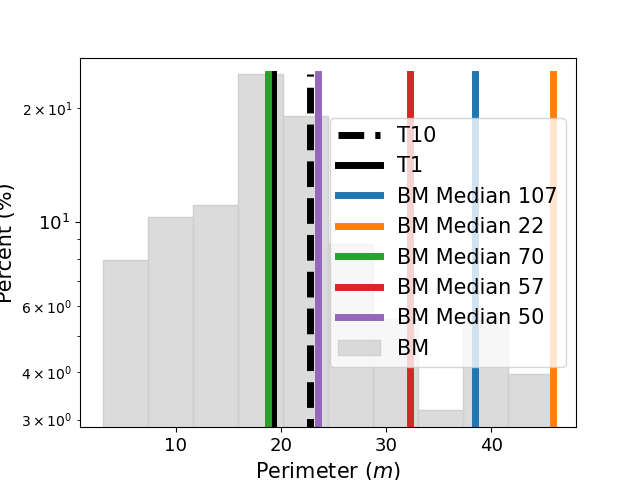 2 × 10¹
10¹
6 × 10⁰
4 × 10⁰
3 × 10⁰
Percent (%)
10 20 30 40
Perimeter (m)
T10
T1
BM Median 107
BM Median 22
BM Median 70
BM Median 57
BM Median 50
BM